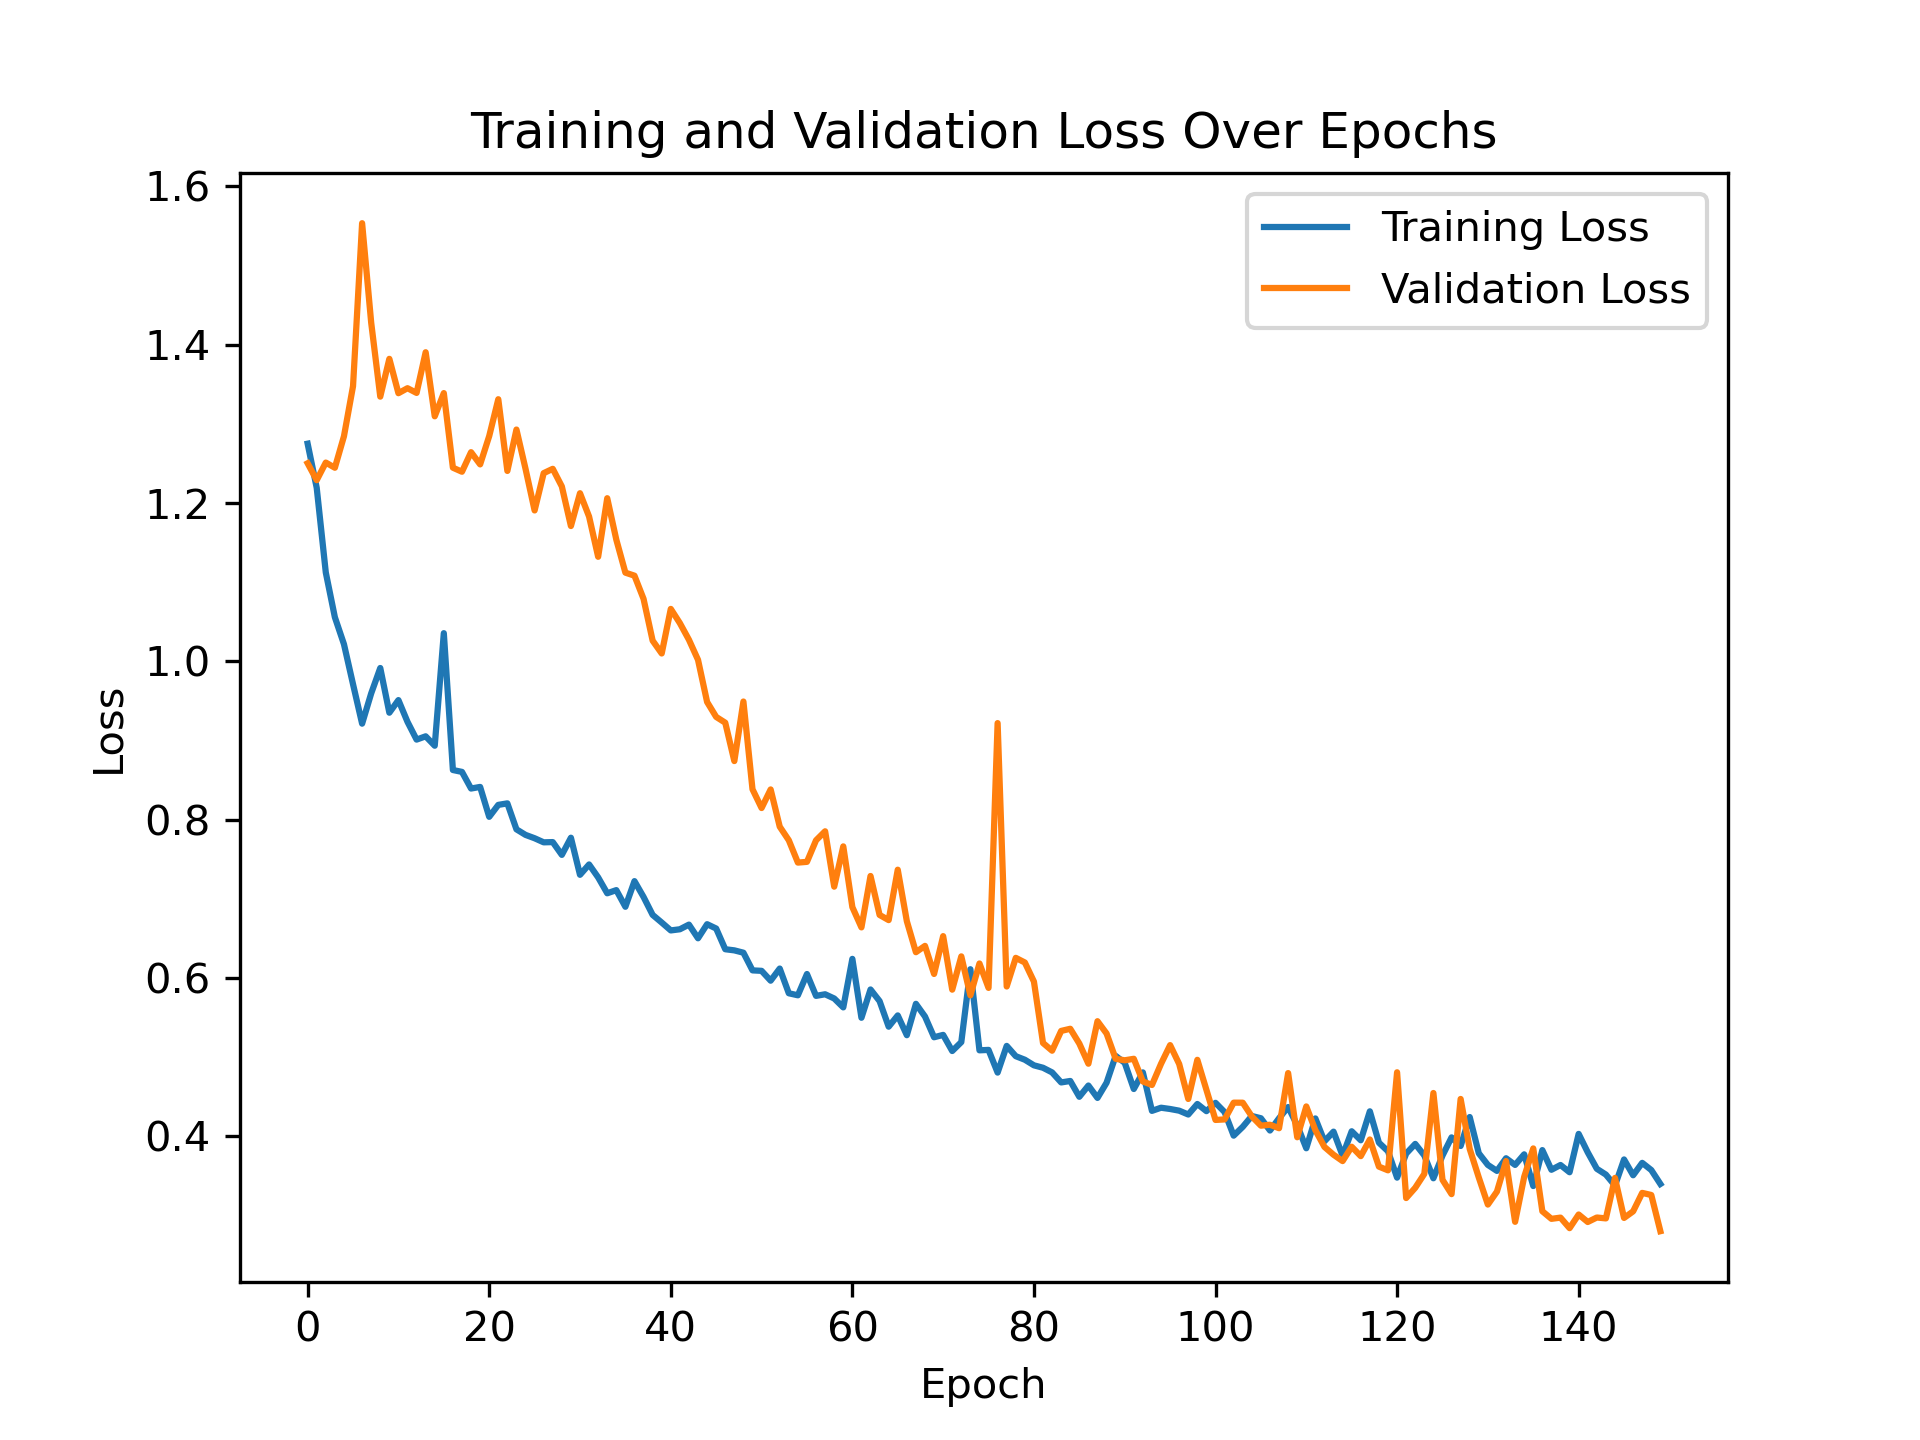 Training and Validation Loss Over Epochs
1.6
1.4
1.2
1.0
0.8
0.6
0.4
Loss
Training Loss
Validation Loss
0 20 40 60 80 100 120 140
Epoch